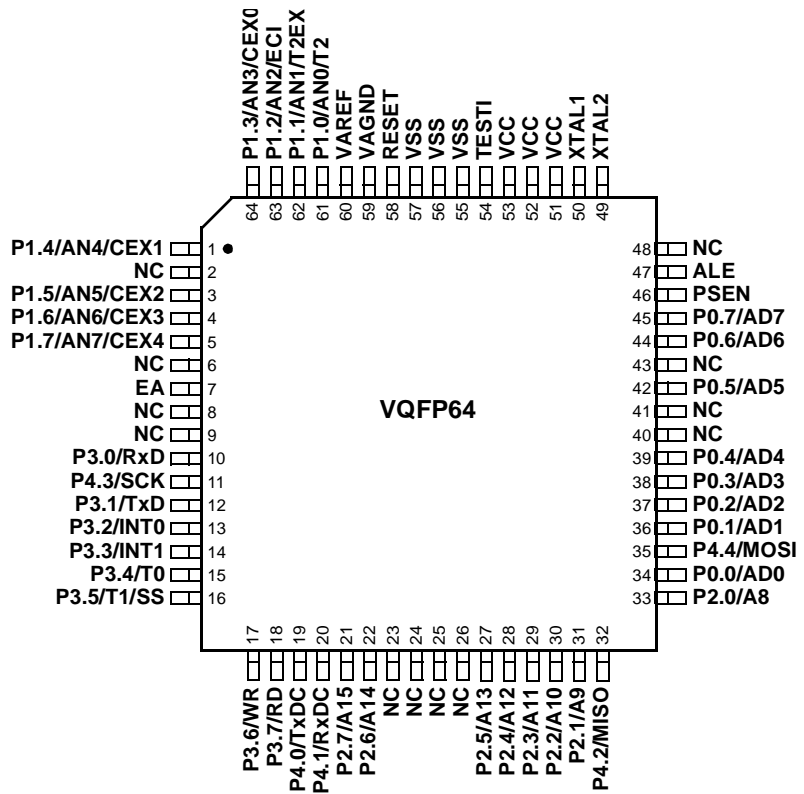 P1.3/AN3/CEX0
P1.2/AN2/ECI
P1.1/AN1/T2EX
P1.0/AN0/T2
VAREF
VAGND
RESET
VSS
VSS
VSS
TESTI
VCC
VCC
VCC
XTAL1
XTAL2
64 63 62 61 60 59 58 57 56 55 54 53 52 51 50 49
P1.4/AN4/CEX1 1 48 NC
NC 2 47 ALE
P1.5/AN5/CEX2 3 46 PSEN
P1.6/AN6/CEX3 4 45 P0.7/AD7
P1.7/AN7/CEX4 5 44 P0.6/AD6
NC 6 43 NC
EA 7 42 P0.5/AD5
NC 8 41 NC
VQFP64
NC 9 40 NC
P3.0/RxD 10 39 P0.4/AD4
P4.3/SCK 11 38 P0.3/AD3
P3.1/TxD 12 37 P0.2/AD2
P3.2/INT0 13 36 P0.1/AD1
P3.3/INT1 14 35 P4.4/MOSI
P3.4/T0 15 34 P0.0/AD0
P3.5/T1/SS 16 33 P2.0/A8
17 18 19 20 21 22 23 24 25 26 27 28 29 30 31 32
P3.6/WR
P3.7/RD
P4.0/TxDC
P4.1/RxDC
P2.7/A15
P2.6/A14
NC
NC
NC
NC
P2.5/A13
P2.4/A12
P2.3/A11
P2.2/A10
P2.1/A9
P4.2/MISO